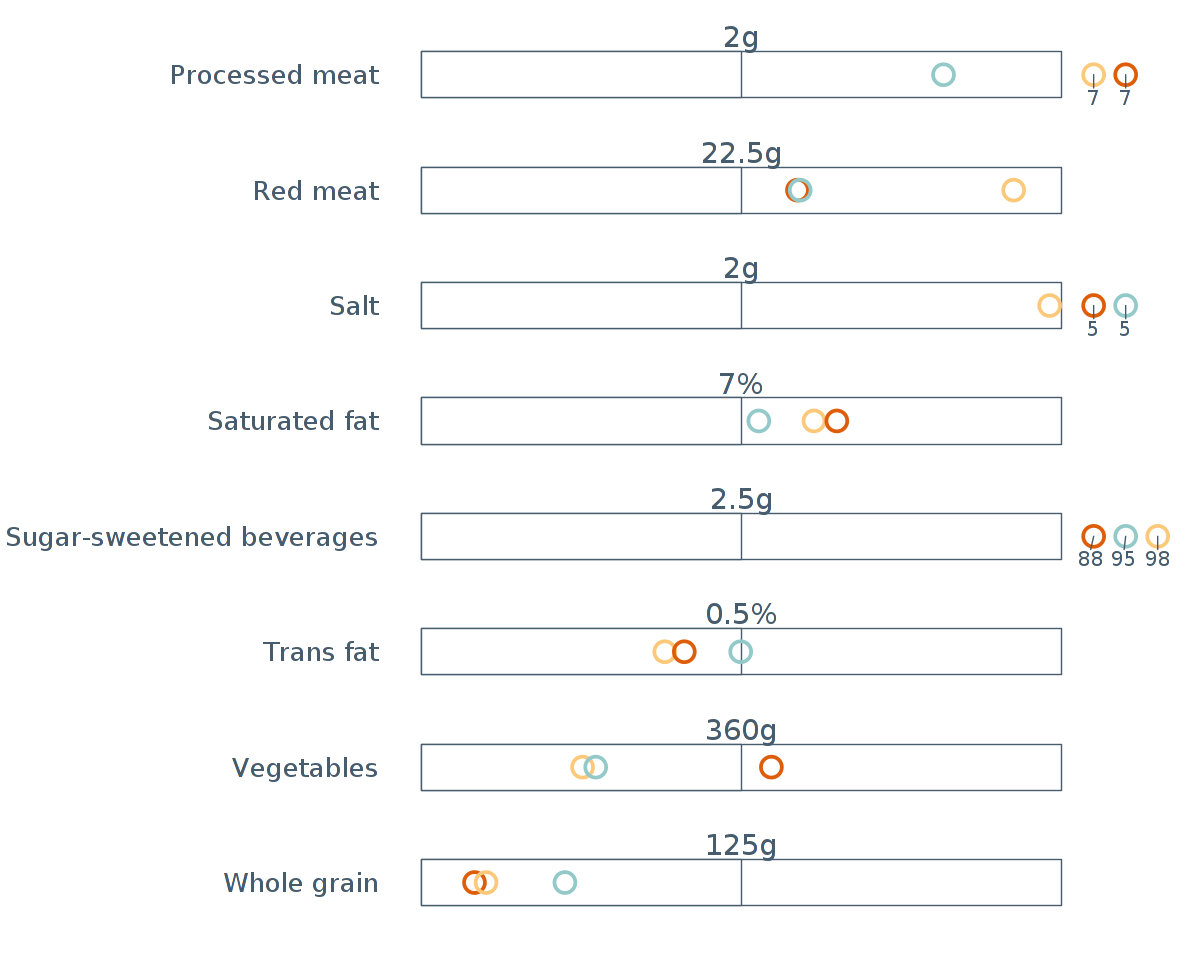 2g
Processed meat
7 7
22.5g
Red meat
2g
Salt
5 5
7%
Saturated fat
2.5g
Sugar-sweetened beverages
88 95 98
0.5%
Trans fat
360g
Vegetables
125g
Whole grain